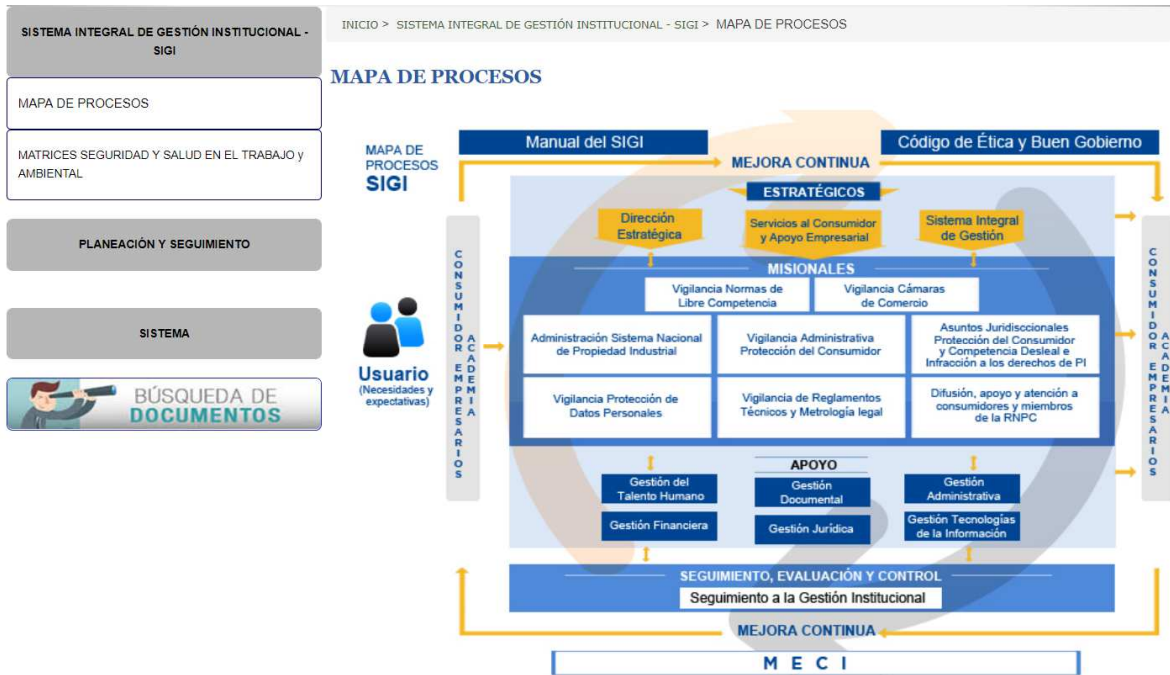 SISTEMA INTEGRAL DE GESTIÓN INSTITUCIONAL -
SIGI
MAPA DE PROCESOS
MATRICES SEGURIDAD Y SALUD EN EL TRABAJO y
AMBIENTAL
PLANEACIÓN Y SEGUIMIENTO
SISTEMA
BÚSQUEDA DE
DOCUMENTOS
INICIO > SISTEMA INTEGRAL DE GESTIÓN INSTITUCIONAL - SIGI > MAPA DE PROCESOS
MAPA DE PROCESOS
MAPA DE
PROCESOS
SIGI
Manual del SIGI
Código de Ética y Buen Gobierno
MEJORA CONTINUA
ESTRATÉGICOS
Dirección
Estratégica
Servicios al Consumidor
y Apoyo Empresarial
Sistema Integral
de Gestión
Usuario
(Necesidades y
expectativas)
CONSUMIDOR EMPRESARIOS
ACADEMIA
MISIONALES
Vigilancia Normas de
Libre Competencia
Vigilancia Cámaras
de Comercio
Administración Sistema Nacional
de Propiedad Industrial
Vigilancia Administrativa
Protección del Consumidor
Asuntos Juridisccionales
Protección del Consumidor
y Competencia Desleal e
Infracción a los derechos de PI
Vigilancia Protección de
Datos Personales
Vigilancia de Reglamentos
Técnicos y Metrología legal
Difusión, apoyo y atención a
consumidores y miembros
de la RNPC
CONSUMIDOR EMPRESARIOS
ACADEMIA
APOYO
Gestión del
Talento Humano
Gestión
Documental
Gestión
Administrativa
Gestión Financiera
Gestión Jurídica
Gestión Tecnologías
de la Información
SEGUIMIENTO, EVALUACIÓN Y CONTROL
Seguimiento a la Gestión Institucional
MEJORA CONTINUA
M E C I